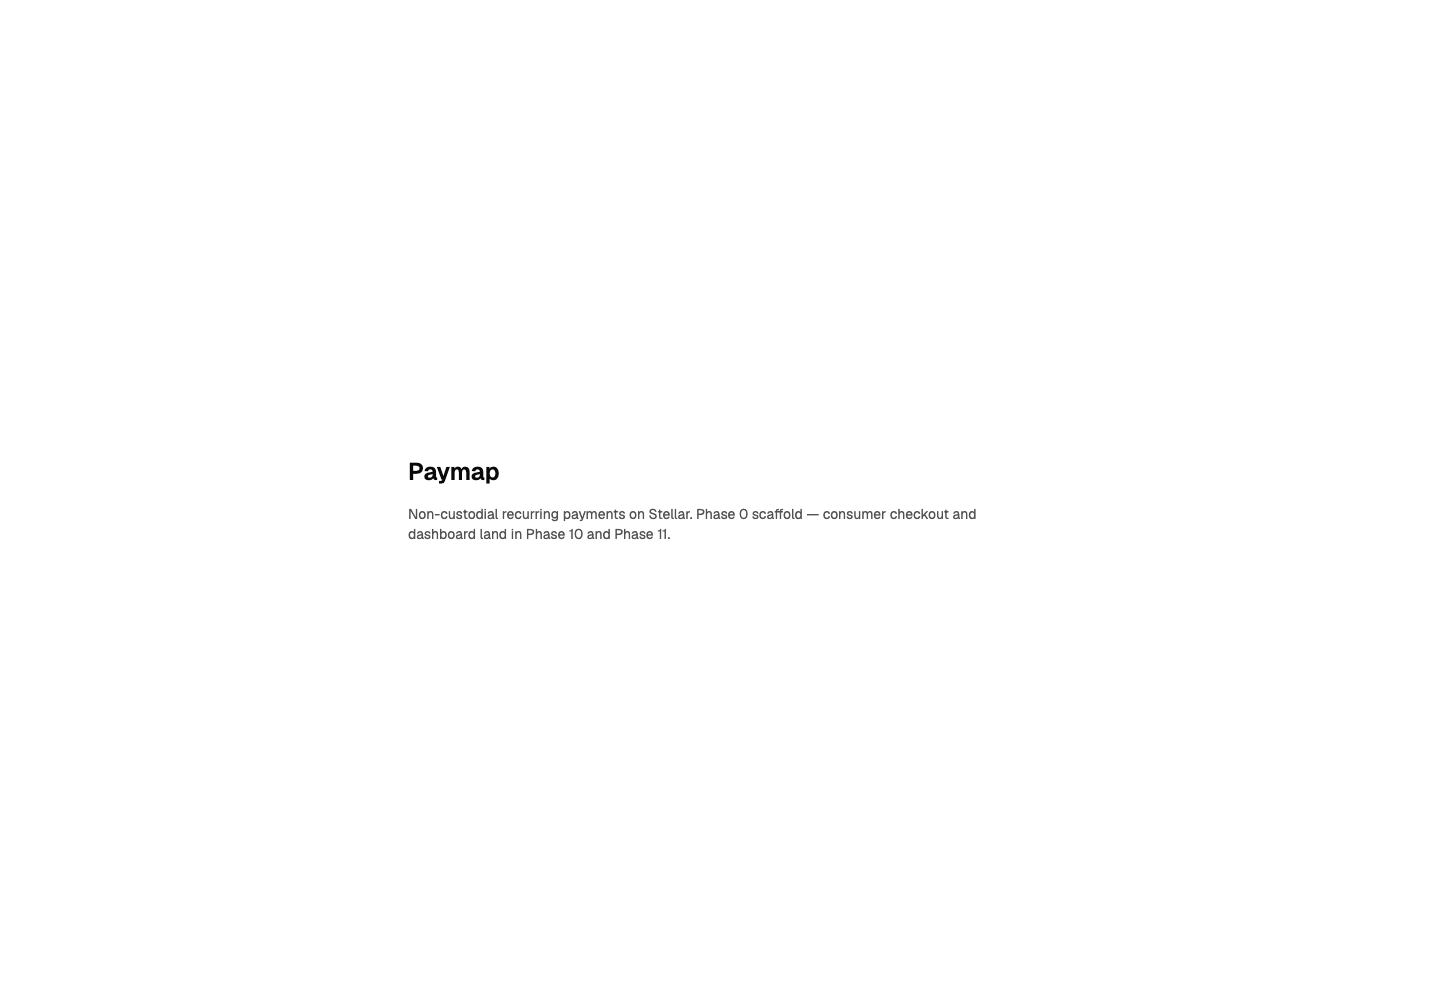 Paymap
Non-custodial recurring payments on Stellar. Phase 0 scaffold — consumer checkout and
dashboard land in Phase 10 and Phase 11.